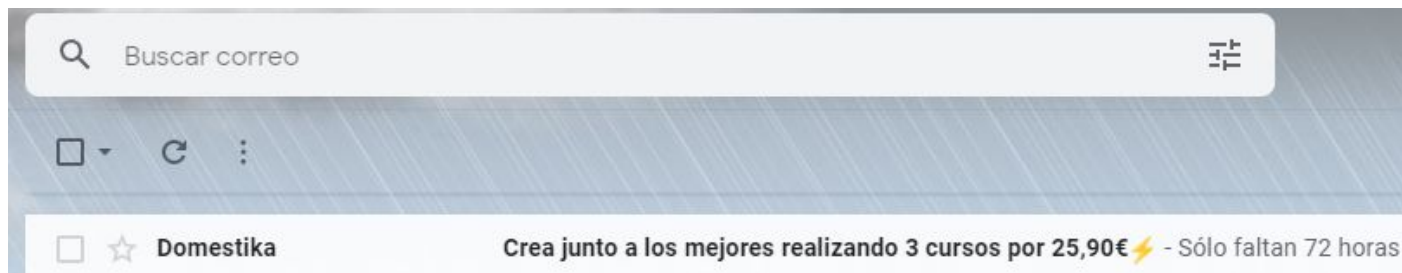 Buscar correo
Domestika Crea junto a los mejores realizando 3 cursos por 25,90€⚡ - Sólo faltan 72 horas